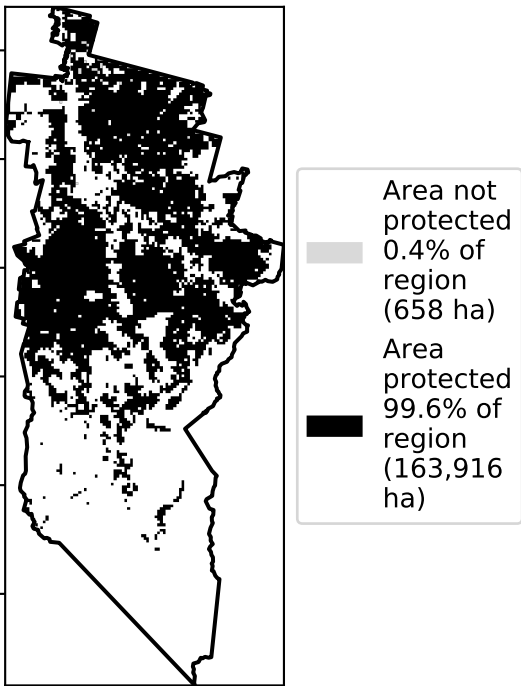 Area not
protected
0.4% of
region
(658 ha)
Area
protected
99.6% of
region
(163,916
ha)